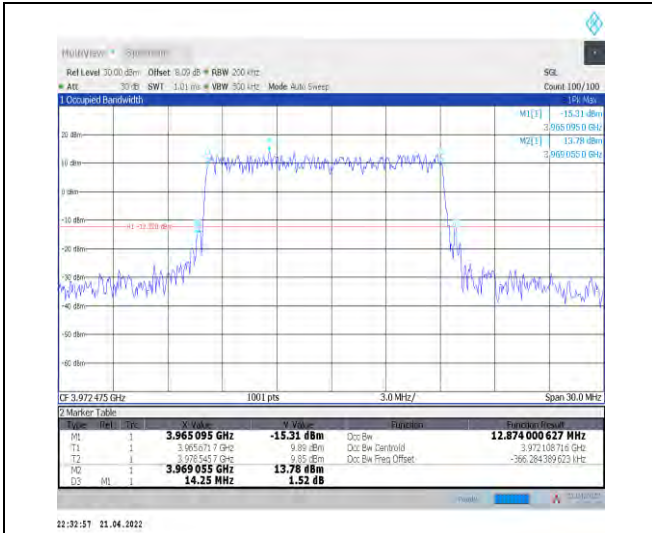 MultiView Spectrum
Ref Level 30.00 dBm Offset 8.09 dB RBW 200 kHz SGL
Att 30 dB SWT 1.01 ms VBW 500 kHz Mode Auto Sweep Count 100/100
1 Occupied Bandwidth 1Pk Max
M1[1] -15.31 dBm
3.965 095 0 GHz
M2[1] 13.78 dBm
3.969 055 0 GHz
20 dBm
10 dBm
0 dBm
-10 dBm
H1
-20 dBm
-30 dBm
-40 dBm
-50 dBm
-60 dBm
CF 3.972 475 GHz 1001 pts 3.0 MHz/ Span 30.0 MHz
2 Marker Table
Type Ref Trc X-Value Y-Value Function Function Result
M1 1 3.965 095 GHz -15.31 dBm Occ Bw 12.874 000 627 MHz
T1 1 3.965 671 7 GHz 9.89 dBm Occ Bw Centroid 3.972 108 716 GHz
T2 1 3.978 545 7 GHz 9.85 dBm Occ Bw Freq Offset -366.284 389 623 kHz
M2 1 3.969 055 GHz 13.78 dBm
D3 M1 1 14.25 MHz 1.52 dB
22:32:57 21.04.2022